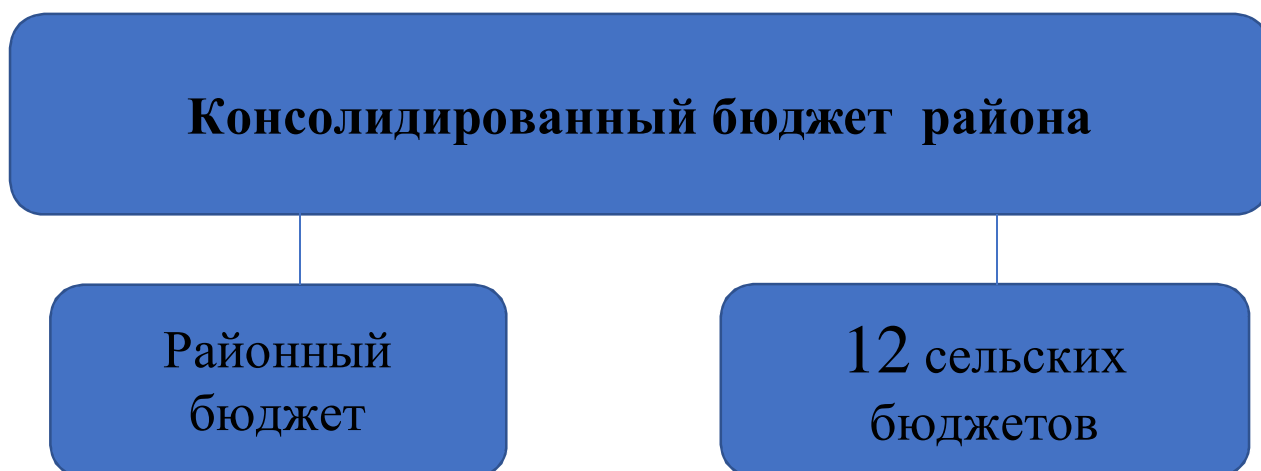 Консолидированный бюджет района
Районный
бюджет
12 сельских
бюджетов